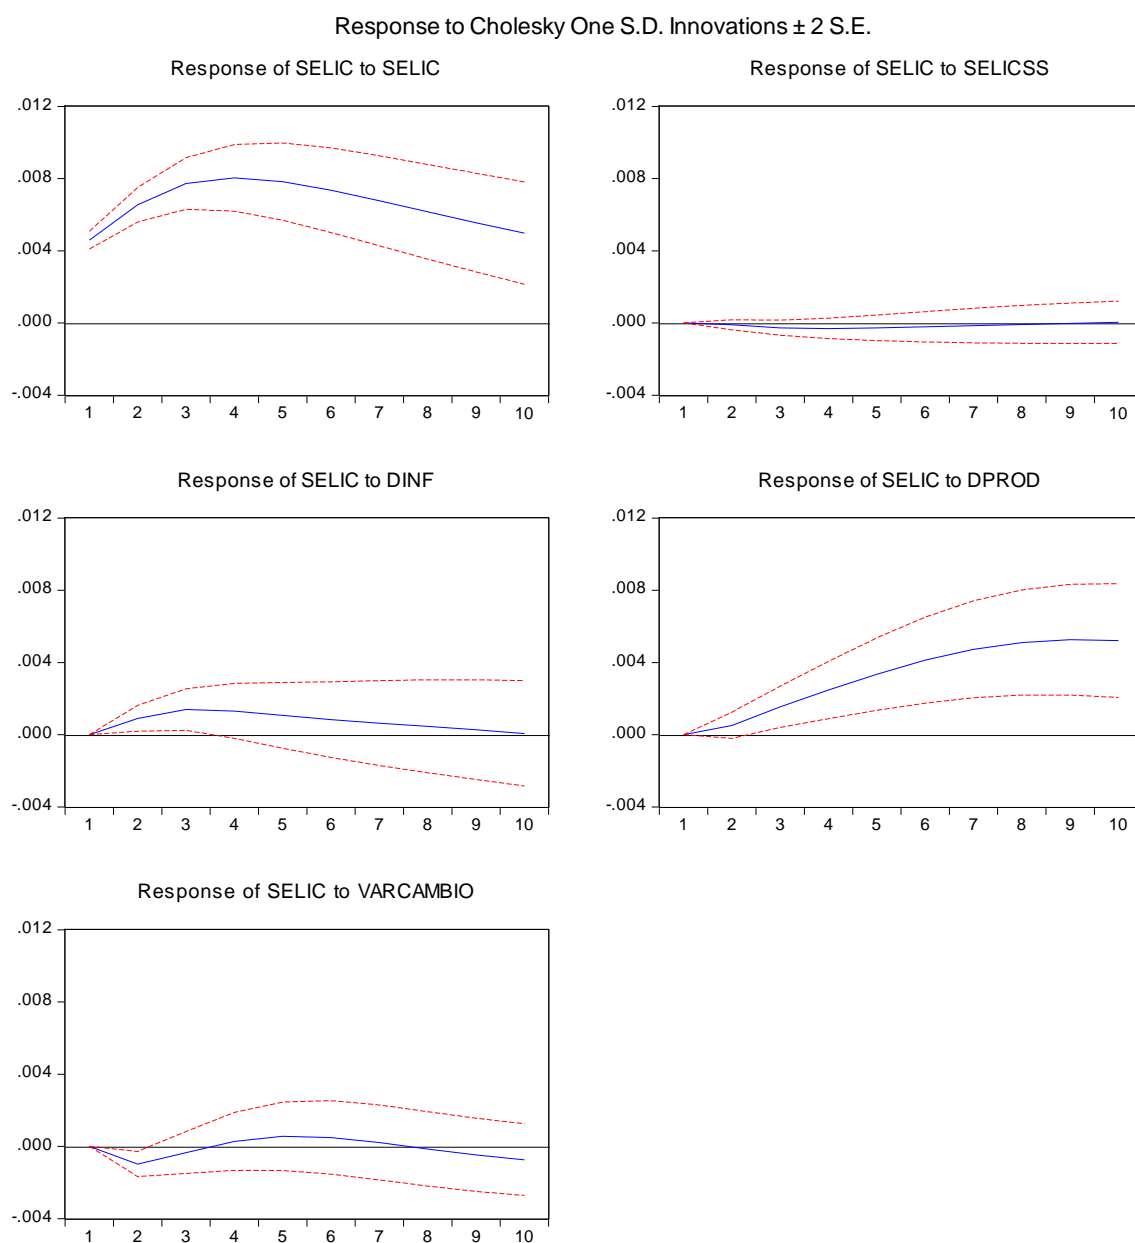 Response to Cholesky One S.D. Innovations ± 2 S.E.
Response of SELIC to SELIC
.012
.008
.004
.000
-.004
1 2 3 4 5 6 7 8 9 10
Response of SELIC to SELICSS
.012
.008
.004
.000
-.004
1 2 3 4 5 6 7 8 9 10
Response of SELIC to DINF
.012
.008
.004
.000
-.004
1 2 3 4 5 6 7 8 9 10
Response of SELIC to DPROD
.012
.008
.004
.000
-.004
1 2 3 4 5 6 7 8 9 10
Response of SELIC to VARCAMBIO
.012
.008
.004
.000
-.004
1 2 3 4 5 6 7 8 9 10